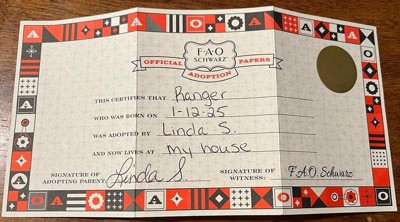 F·A·O
SCHWARZ
OFFICIAL PAPERS
ADOPTION
THIS CERTIFIES THAT Ranger
WHO WAS BORN ON 1-12-25
WAS ADOPTED BY Linda S.
AND NOW LIVES AT my house
SIGNATURE OF ADOPTING PARENT: Linda S.
SIGNATURE OF WITNESS: F.A.O. Schwarz